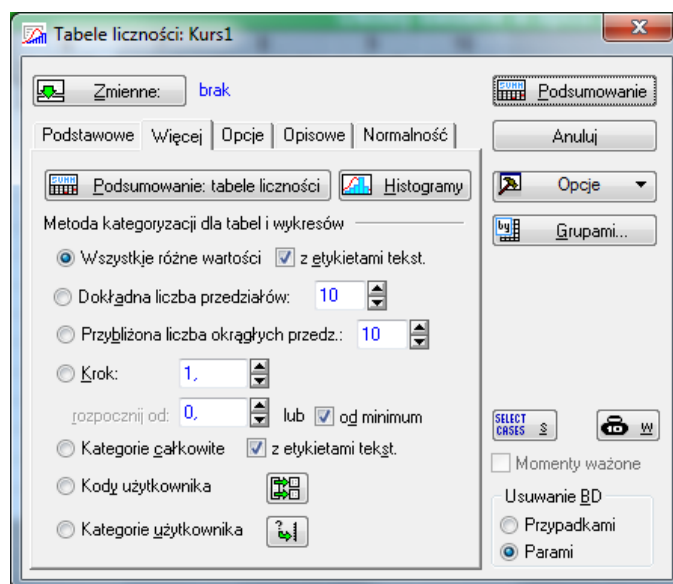 Tabele liczności: Kurs1
Zmienne: brak
Podsumowanie
Podstawowe Więcej Opcje Opisowe Normalność
Anuluj
Podsumowanie: tabele liczności Histogramy
Opcje
Metoda kategoryzacji dla tabel i wykresów
Grupami...
Wszystkie różne wartości z etykietami tekst.
Dokładna liczba przedziałów: 10
Przybliżona liczba okrągłych przedz.: 10
Krok: 1,
rozpocznij od: 0, lub od minimum
SELECT CASES S W
Kategorie całkowite z etykietami tekst.
Momenty ważone
Kody użytkownika
Usuwanie BD
Przypadkami
Kategorie użytkownika
Parami